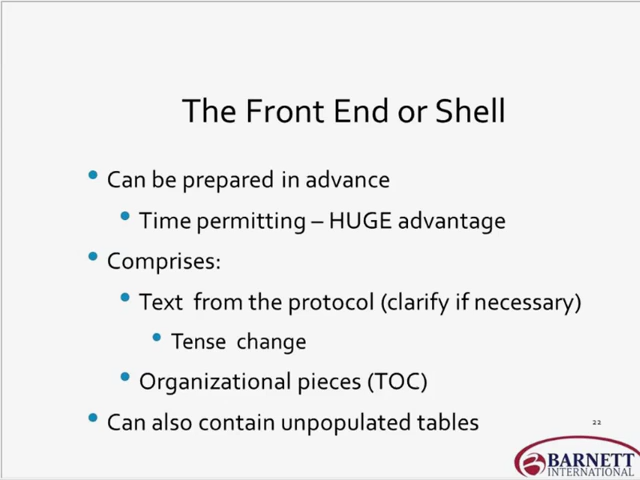 The Front End or Shell
• Can be prepared in advance
• Time permitting – HUGE advantage
• Comprises:
• Text from the protocol (clarify if necessary)
• Tense change
• Organizational pieces (TOC)
• Can also contain unpopulated tables
22
BARNETT
INTERNATIONAL